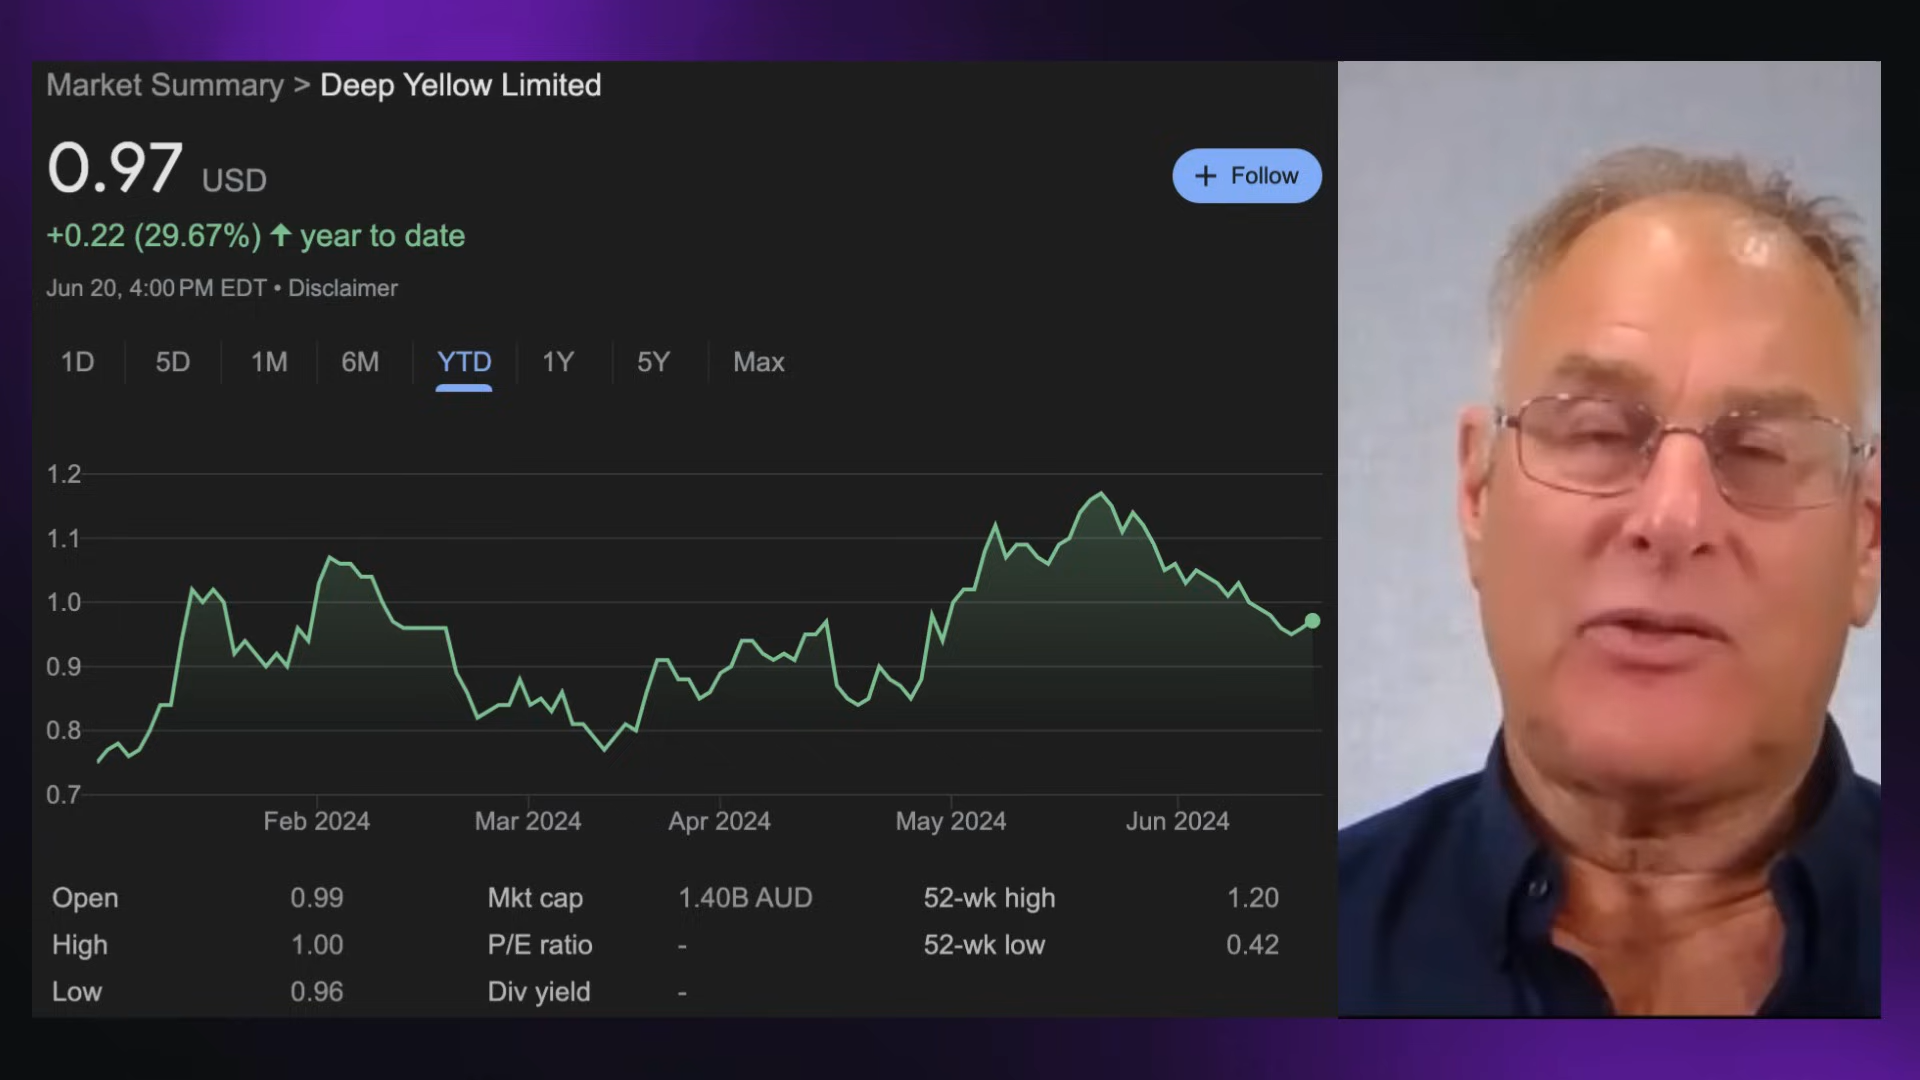 Market Summary > Deep Yellow Limited
0.97 USD
+ Follow
+0.22 (29.67%) ↑ year to date
Jun 20, 4:00 PM EDT • Disclaimer
1D 5D 1M 6M YTD 1Y 5Y Max
1.2
1.1
1.0
0.9
0.8
0.7
Feb 2024 Mar 2024 Apr 2024 May 2024 Jun 2024
Open 0.99 Mkt cap 1.40B AUD 52-wk high 1.20
High 1.00 P/E ratio - 52-wk low 0.42
Low 0.96 Div yield -